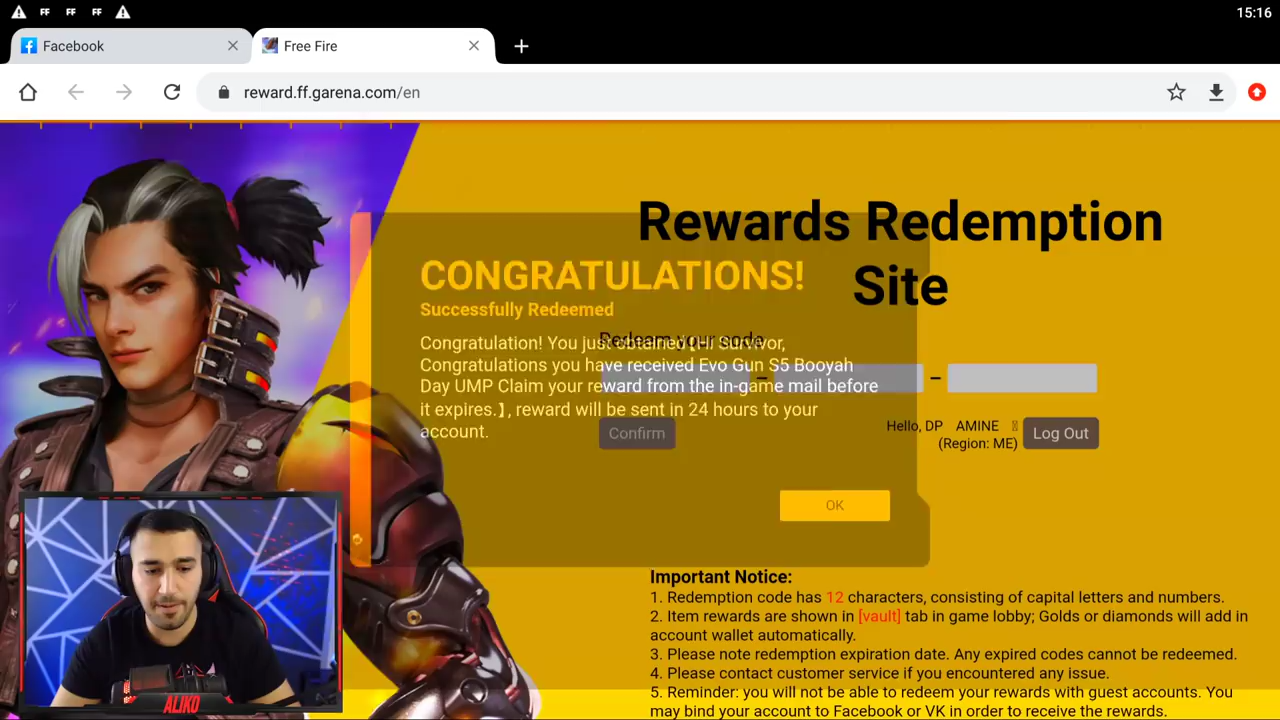 FF FF FF
15:16
Facebook
Free Fire
reward.ff.garena.com/en
Rewards Redemption
Site
CONGRATULATIONS!
Successfully Redeemed
Redeem your code
Congratulation! You just obtained
Survivor,
Congratulations you have received Evo Gun S5 Booyah
Day UMP Claim your reward from the in-game mail before
it expires.】, reward will be sent in 24 hours to your
account.
Confirm
Hello, DP AMINE
(Region: ME)
Log Out
OK
Important Notice:
1. Redemption code has 12 characters, consisting of capital letters and numbers.
2. Item rewards are shown in [vault] tab in game lobby; Golds or diamonds will add in
account wallet automatically.
3. Please note redemption expiration date. Any expired codes cannot be redeemed.
4. Please contact customer service if you encountered any issue.
5. Reminder: you will not be able to redeem your rewards with guest accounts. You
may bind your account to Facebook or VK in order to receive the rewards.
ALIKO